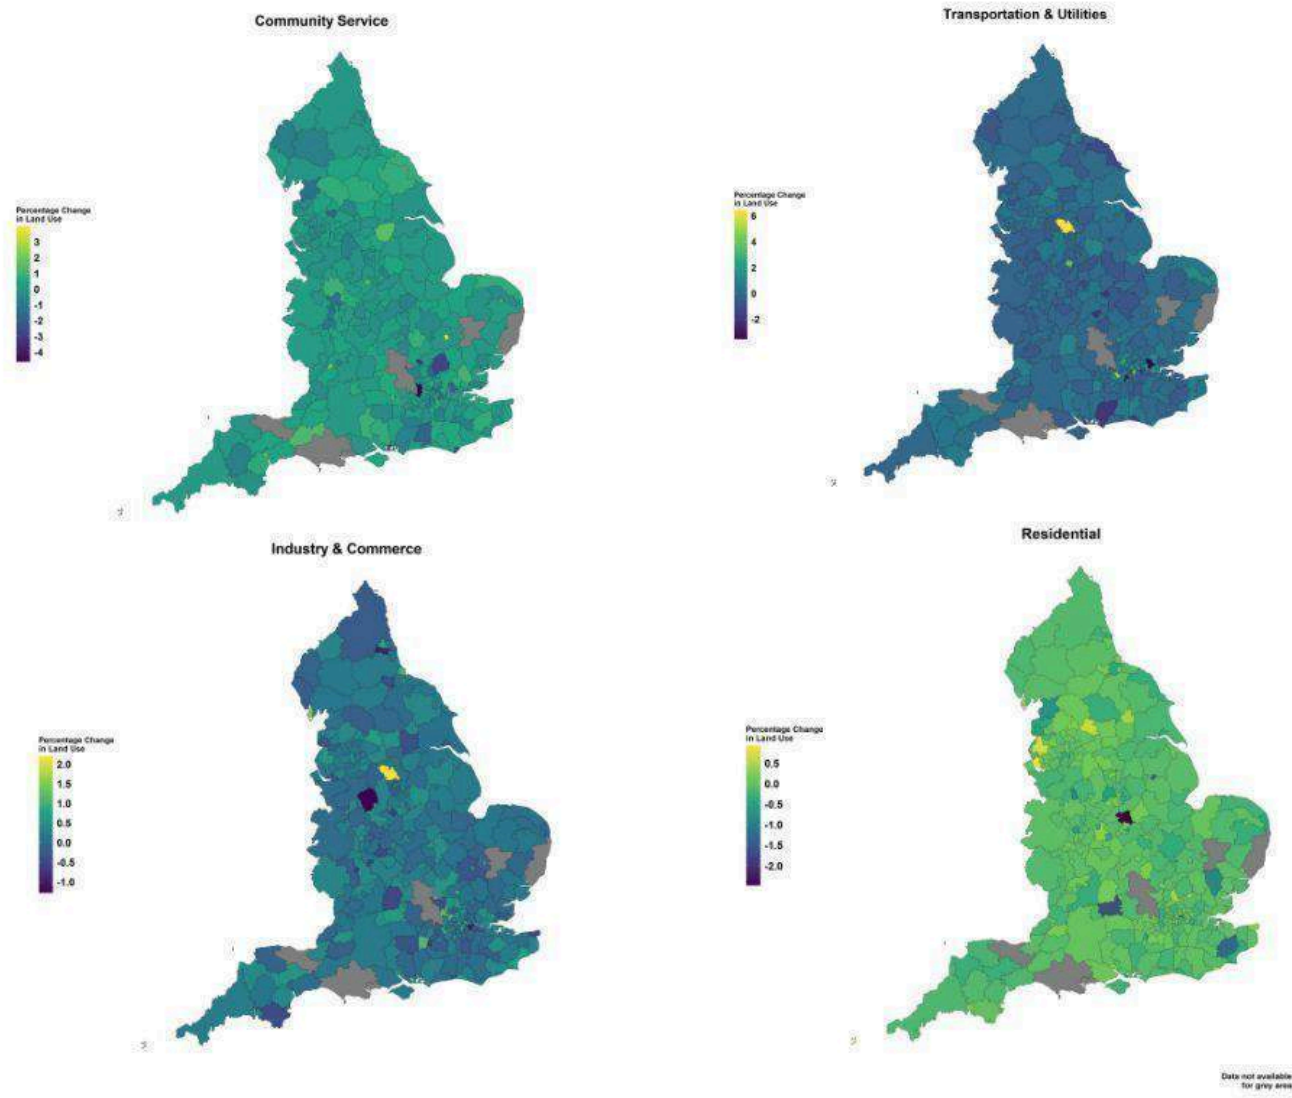 Community Service
Percentage Change
in Land Use
3
2
1
0
-1
-2
-3
-4
Transportation & Utilities
Percentage Change
in Land Use
6
4
2
0
-2
Industry & Commerce
Percentage Change
in Land Use
2.0
1.5
1.0
0.5
0.0
-0.5
-1.0
Residential
Percentage Change
in Land Use
0.5
0.0
-0.5
-1.0
-1.5
-2.0
Data not available
for grey area